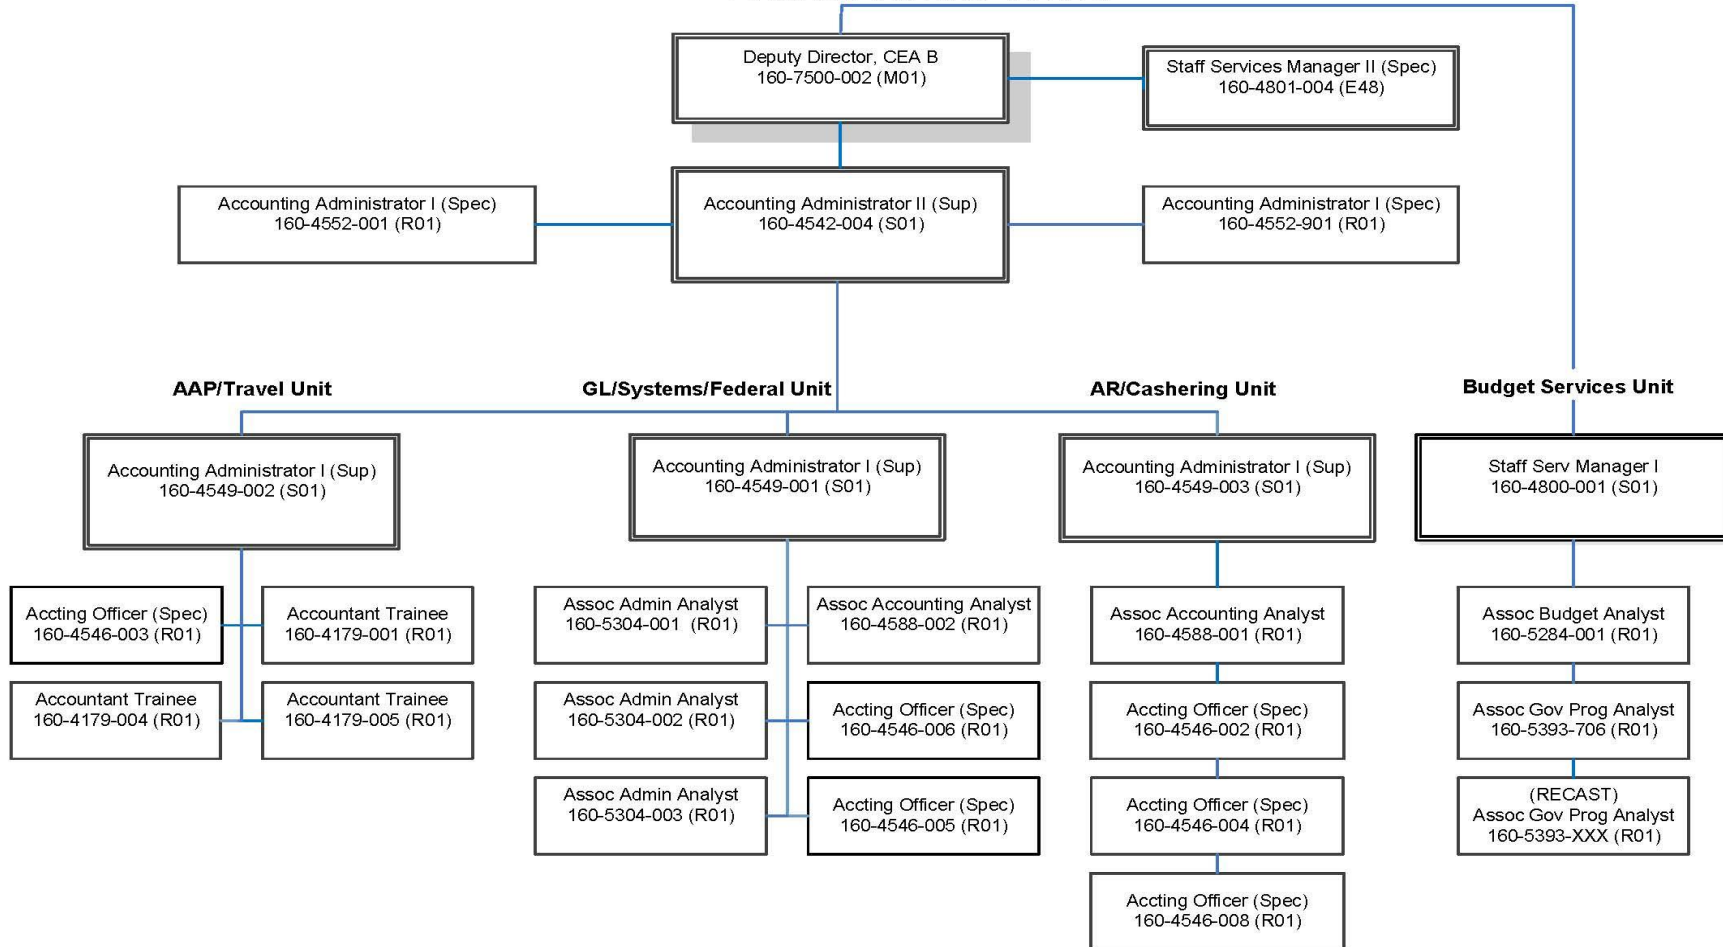 Deputy Director, CEA B
160-7500-002 (M01)
Staff Services Manager II (Spec)
160-4801-004 (E48)
Accounting Administrator I (Spec)
160-4552-001 (R01)
Accounting Administrator II (Sup)
160-4542-004 (S01)
Accounting Administrator I (Spec)
160-4552-901 (R01)
AAP/Travel Unit
GL/Systems/Federal Unit
AR/Cashering Unit
Budget Services Unit
Accounting Administrator I (Sup)
160-4549-002 (S01)
Accounting Administrator I (Sup)
160-4549-001 (S01)
Accounting Administrator I (Sup)
160-4549-003 (S01)
Staff Serv Manager I
160-4800-001 (S01)
Accting Officer (Spec)
160-4546-003 (R01)
Accountant Trainee
160-4179-001 (R01)
Accountant Trainee
160-4179-004 (R01)
Accountant Trainee
160-4179-005 (R01)
Assoc Admin Analyst
160-5304-001 (R01)
Assoc Accounting Analyst
160-4588-002 (R01)
Assoc Admin Analyst
160-5304-002 (R01)
Accting Officer (Spec)
160-4546-006 (R01)
Assoc Admin Analyst
160-5304-003 (R01)
Accting Officer (Spec)
160-4546-005 (R01)
Assoc Accounting Analyst
160-4588-001 (R01)
Accting Officer (Spec)
160-4546-002 (R01)
Accting Officer (Spec)
160-4546-004 (R01)
Accting Officer (Spec)
160-4546-008 (R01)
Assoc Budget Analyst
160-5284-001 (R01)
Assoc Gov Prog Analyst
160-5393-706 (R01)
(RECAST)
Assoc Gov Prog Analyst
160-5393-XXX (R01)